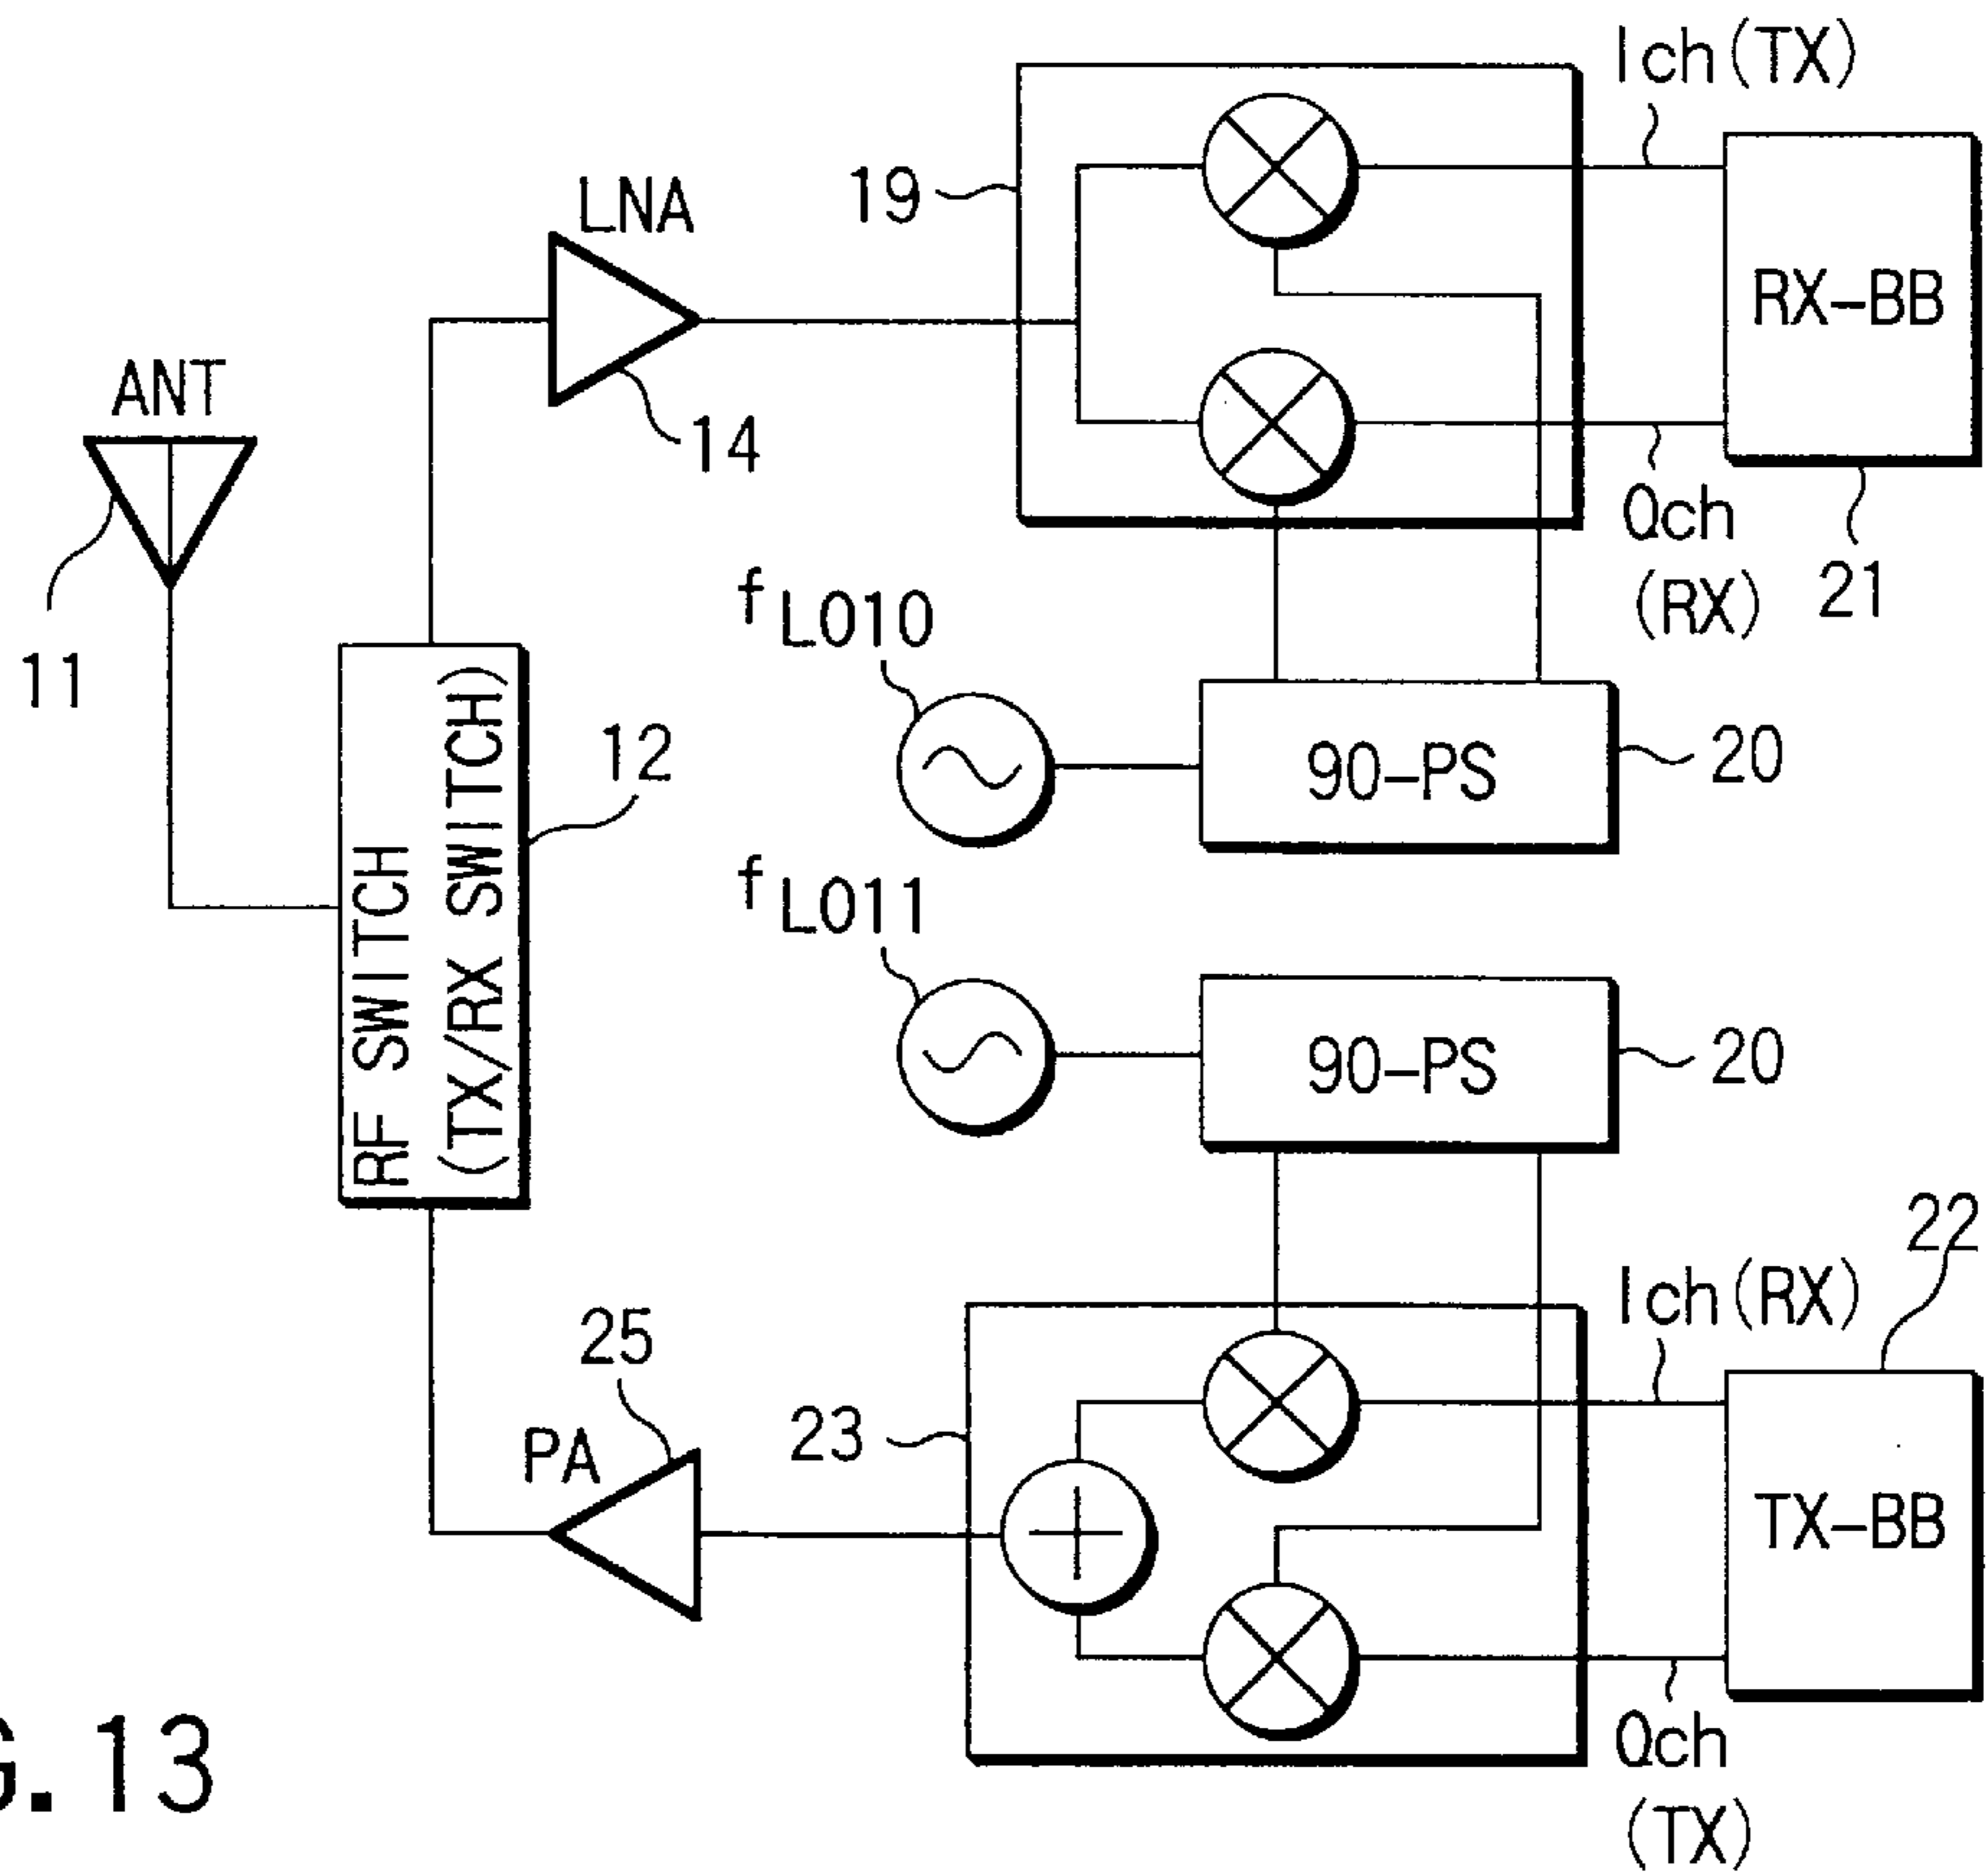 Ich(TX)
19
LNA
RX-BB
ANT
14
Qch
(RX)
21
fLO10
11
12
90-PS
20
RF SWITCH
(TX/RX SWITCH)
fLO11
90-PS
20
22
Ich(RX)
25
23
PA
TX-BB
Qch
(TX)
G.13